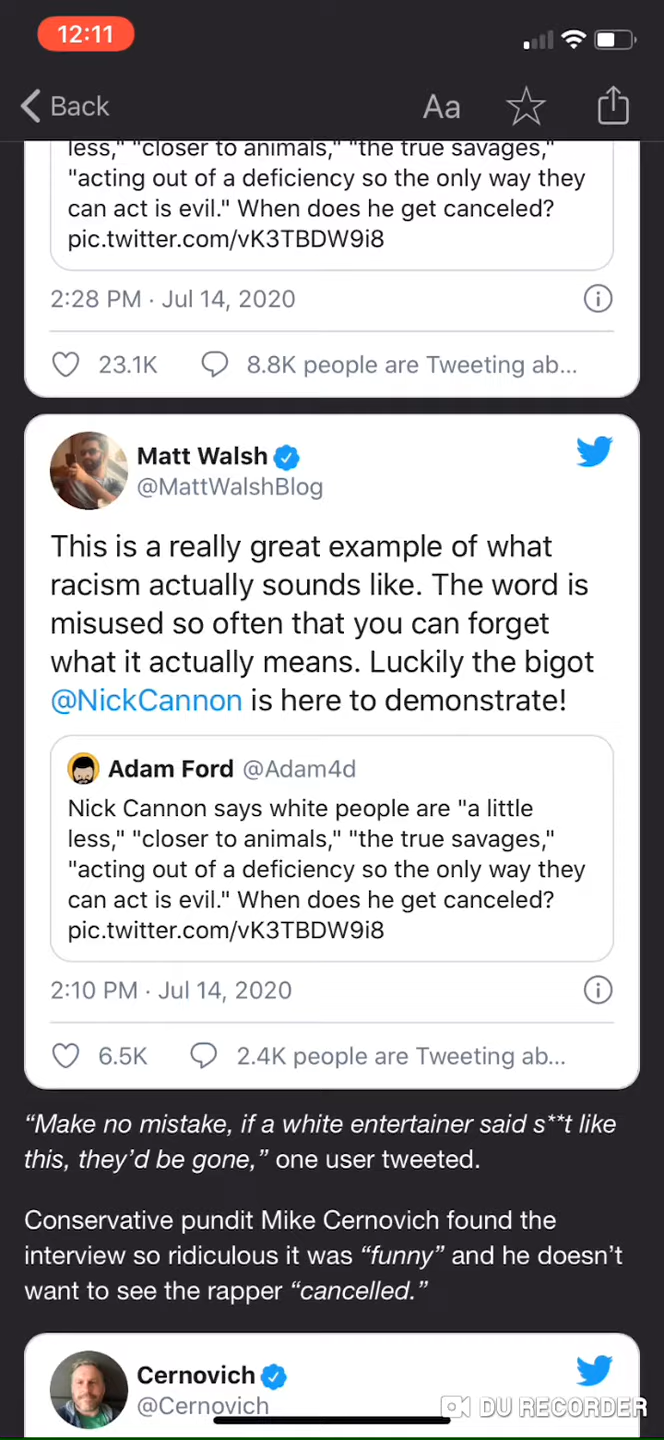 12:11
Back
Aa
less," "closer to animals," "the true savages,"
"acting out of a deficiency so the only way they
can act is evil." When does he get canceled?
pic.twitter.com/vK3TBDW9i8
2:28 PM · Jul 14, 2020
23.1K
8.8K people are Tweeting ab...
Matt Walsh
@MattWalshBlog
This is a really great example of what
racism actually sounds like. The word is
misused so often that you can forget
what it actually means. Luckily the bigot
@NickCannon is here to demonstrate!
Adam Ford @Adam4d
Nick Cannon says white people are "a little
less," "closer to animals," "the true savages,"
"acting out of a deficiency so the only way they
can act is evil." When does he get canceled?
pic.twitter.com/vK3TBDW9i8
2:10 PM · Jul 14, 2020
6.5K
2.4K people are Tweeting ab...
“Make no mistake, if a white entertainer said s**t like
this, they’d be gone,” one user tweeted.
Conservative pundit Mike Cernovich found the
interview so ridiculous it was “funny” and he doesn’t
want to see the rapper “cancelled.”
Cernovich
@Cernovich
DU RECORDER